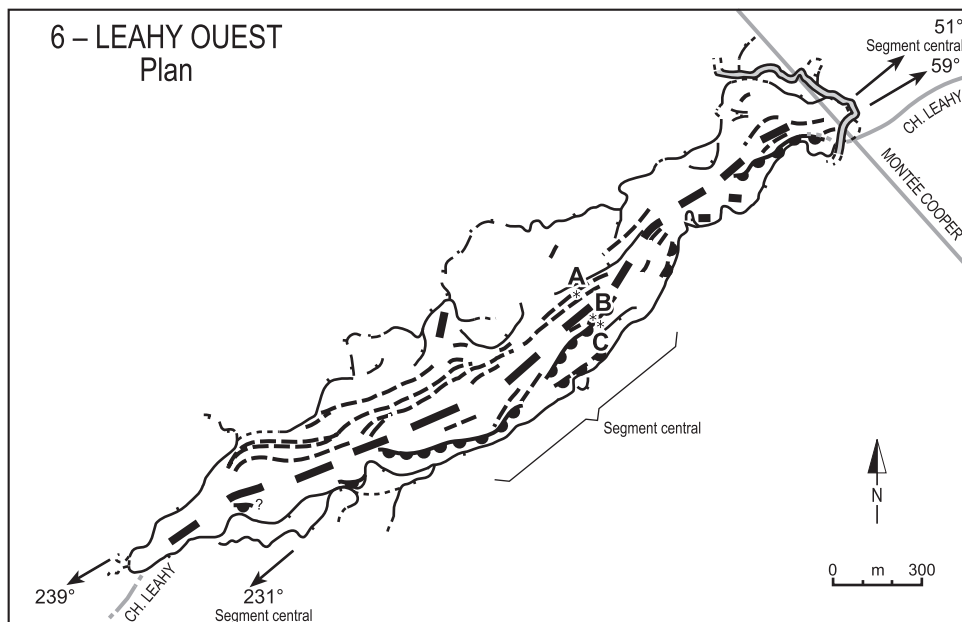 6 – LEAHY OUEST
Plan
51°
Segment central
59°
CH. LEAHY
MONTÉE COOPER
A
*
B
* *
C
Segment central
?
N
0 m 300
239°
CH. LEAHY
231°
Segment central